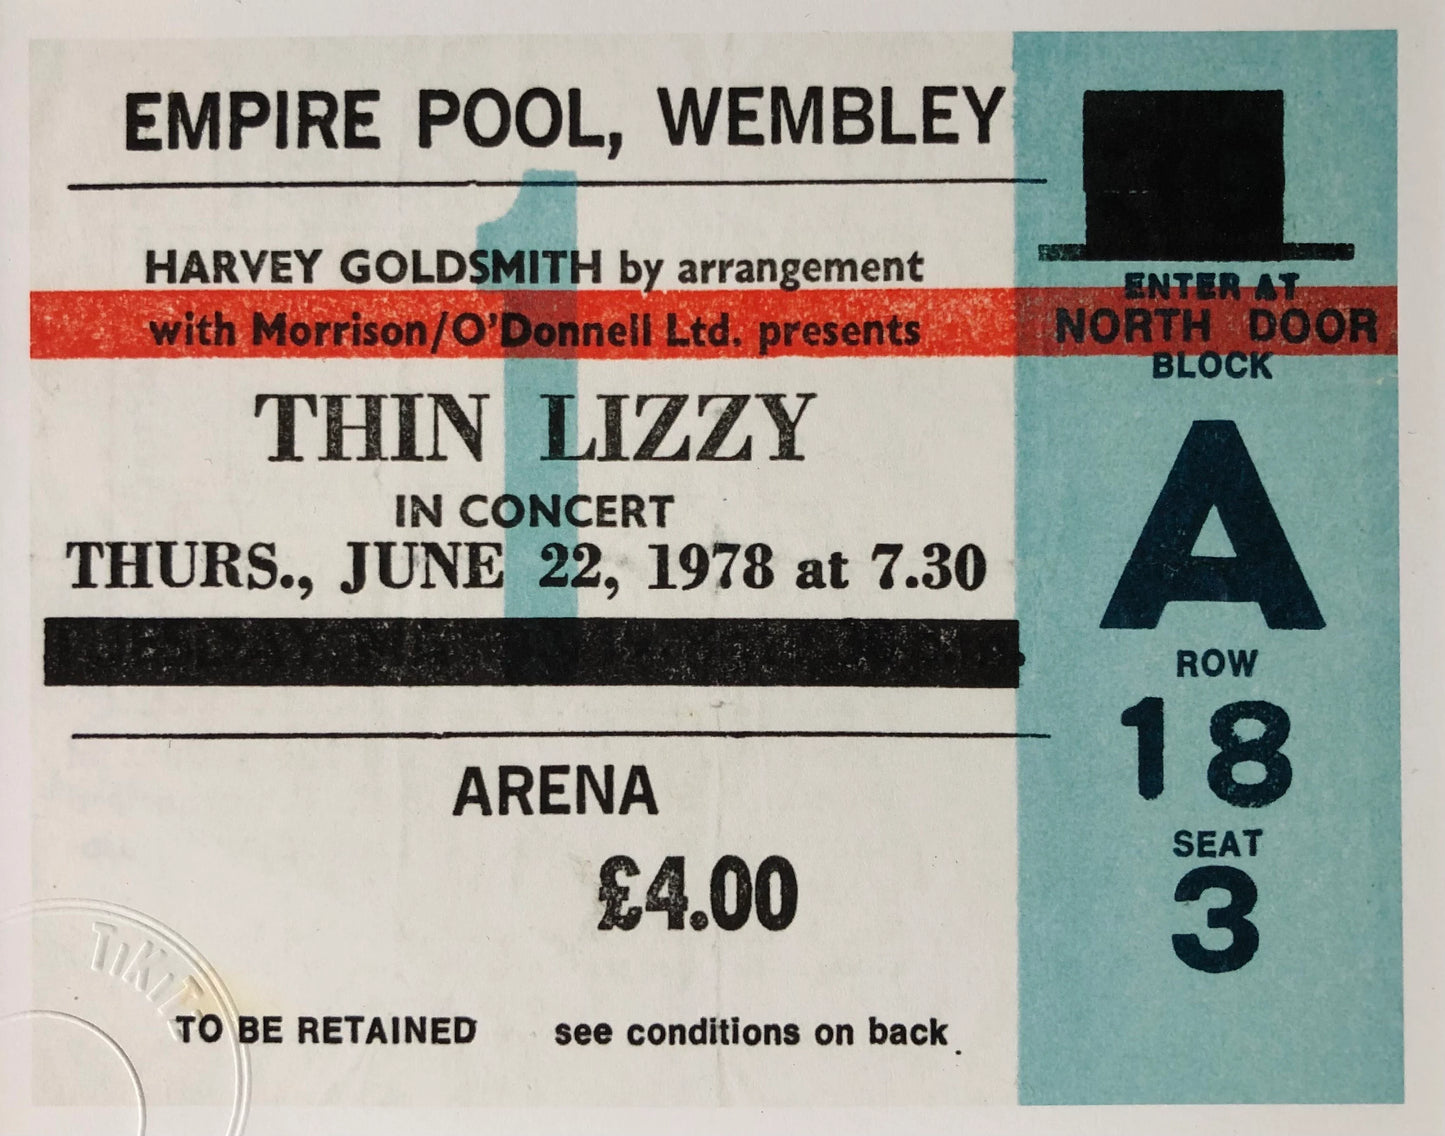 EMPIRE POOL, WEMBLEY
1
HARVEY GOLDSMITH by arrangement
with Morrison/O'Donnell Ltd. presents
THIN LIZZY
IN CONCERT
THURS., JUNE 22, 1978 at 7.30
ARENA
£4.00
TO BE RETAINED see conditions on back
ENTER AT
NORTH DOOR
BLOCK
A
ROW
18
SEAT
3
TIKIT